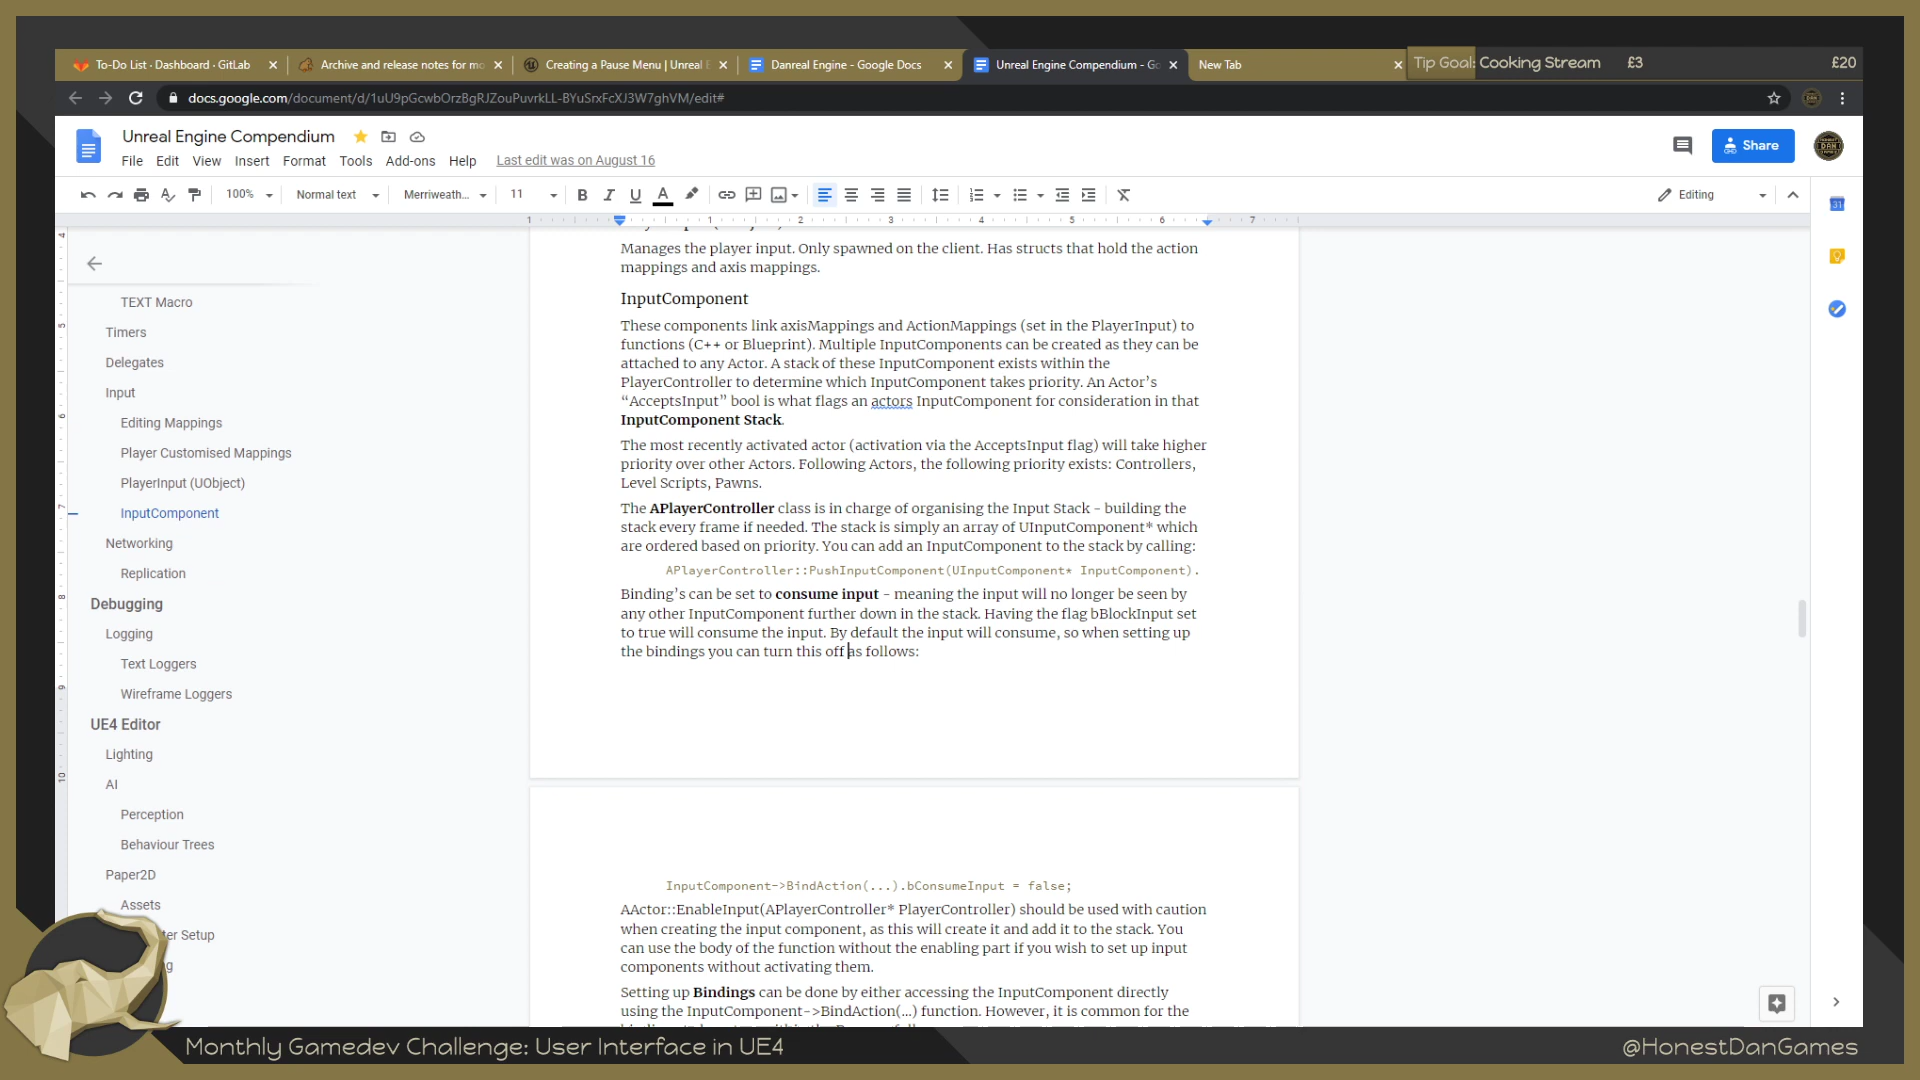 To-Do List · Dashboard · GitLab
Archive and release notes for mo
Creating a Pause Menu | Unreal E
Danreal Engine - Google Docs
Unreal Engine Compendium - Go
New Tab
Tip Goal: Cooking Stream £3 £20
docs.google.com/document/d/1uU9pGcwbOrzBgRJZouPuvrkLL-BYuSrxFcXJ3W7ghVM/edit#
Unreal Engine Compendium
File Edit View Insert Format Tools Add-ons Help Last edit was on August 16
Share
100% Normal text Merriweath... 11 B I U A Editing
1 1 2 3 4 5 6 7
Manages the player input. Only spawned on the client. Has structs that hold the action
mappings and axis mappings.
InputComponent
These components link axisMappings and ActionMappings (set in the PlayerInput) to
functions (C++ or Blueprint). Multiple InputComponents can be created as they can be
attached to any Actor. A stack of these InputComponent exists within the
PlayerController to determine which InputComponent takes priority. An Actor's
“AcceptsInput” bool is what flags an actors InputComponent for consideration in that
InputComponent Stack.
The most recently activated actor (activation via the AcceptsInput flag) will take higher
priority over other Actors. Following Actors, the following priority exists: Controllers,
Level Scripts, Pawns.
The APlayerController class is in charge of organising the Input Stack - building the
stack every frame if needed. The stack is simply an array of UInputComponent* which
are ordered based on priority. You can add an InputComponent to the stack by calling:
APlayerController::PushInputComponent(UInputComponent* InputComponent).
Binding’s can be set to consume input - meaning the input will no longer be seen by
any other InputComponent further down in the stack. Having the flag bBlockInput set
to true will consume the input. By default the input will consume, so when setting up
the bindings you can turn this off as follows:
InputComponent->BindAction(...).bConsumeInput = false;
AActor::EnableInput(APlayerController* PlayerController) should be used with caution
when creating the input component, as this will create it and add it to the stack. You
can use the body of the function without the enabling part if you wish to set up input
components without activating them.
Setting up Bindings can be done by either accessing the InputComponent directly
using the InputComponent->BindAction(...) function. However, it is common for the
TEXT Macro
Timers
Delegates
Input
Editing Mappings
Player Customised Mappings
PlayerInput (UObject)
InputComponent
Networking
Replication
Debugging
Logging
Text Loggers
Wireframe Loggers
UE4 Editor
Lighting
AI
Perception
Behaviour Trees
Paper2D
Assets
ter Setup
g
Monthly Gamedev Challenge: User Interface in UE4
@HonestDanGames